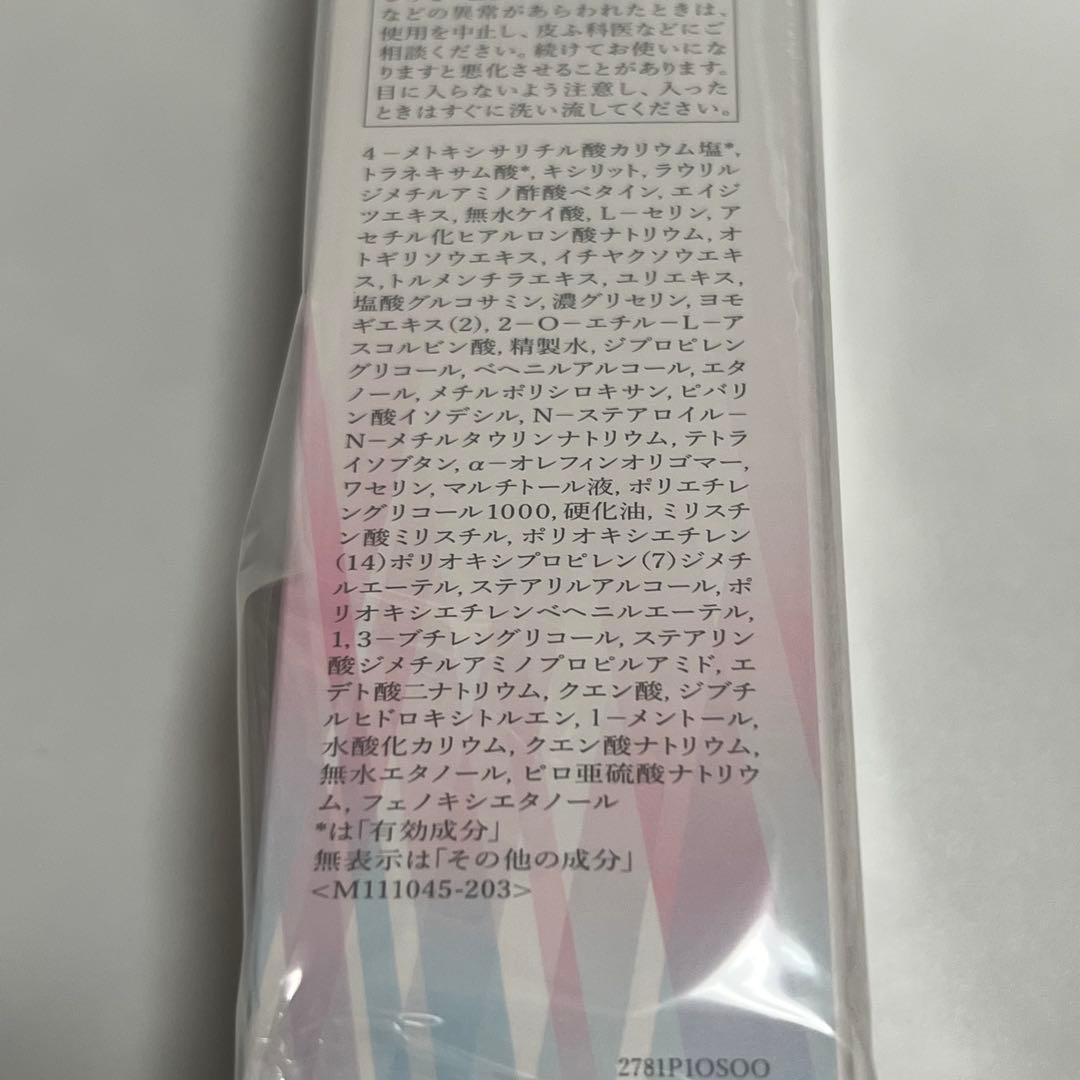 などの異常があらわれたときは、
使用を中止し、皮ふ科医などにご
相談ください。続けてお使いにな
りますと悪化させることがあります。
目に入らないよう注意し、入った
ときはすぐに洗い流してください。
4－メトキシサリチル酸カリウム塩*,
トラネキサム酸*, キシリット, ラウリル
ジメチルアミノ酢酸ベタイン, エイジ
ツエキス, 無水ケイ酸, L－セリン, ア
セチル化ヒアルロン酸ナトリウム, オ
トギリソウエキス, イチヤクソウエキ
ス, トルメンチラエキス, ユリエキス,
塩酸グルコサミン, 濃グリセリン, ヨモ
ギエキス(2), 2－O－エチル－L－ア
スコルビン酸, 精製水, ジプロピレン
グリコール, ベヘニルアルコール, エタ
ノール, メチルポリシロキサン, ピバリ
ン酸イソデシル, N－ステアロイル－
N－メチルタウリンナトリウム, テトラ
イソブタン, α－オレフィンオリゴマー,
ワセリン, マルチトール液, ポリエチレ
ングリコール1000, 硬化油, ミリスチ
ン酸ミリスチル, ポリオキシエチレン
(14)ポリオキシプロピレン(7)ジメチ
ルエーテル, ステアリルアルコール, ポ
リオキシエチレンベヘニルエーテル,
1,3－ブチレングリコール, ステアリン
酸ジメチルアミノプロピルアミド, エ
デト酸二ナトリウム, クエン酸, ジブチ
ルヒドロキシトルエン, l－メントール,
水酸化カリウム, クエン酸ナトリウム,
無水エタノール, ピロ亜硫酸ナトリウ
ム, フェノキシエタノール
*は「有効成分」
無表示は「その他の成分」
<M111045-203>
2781P1OSOO